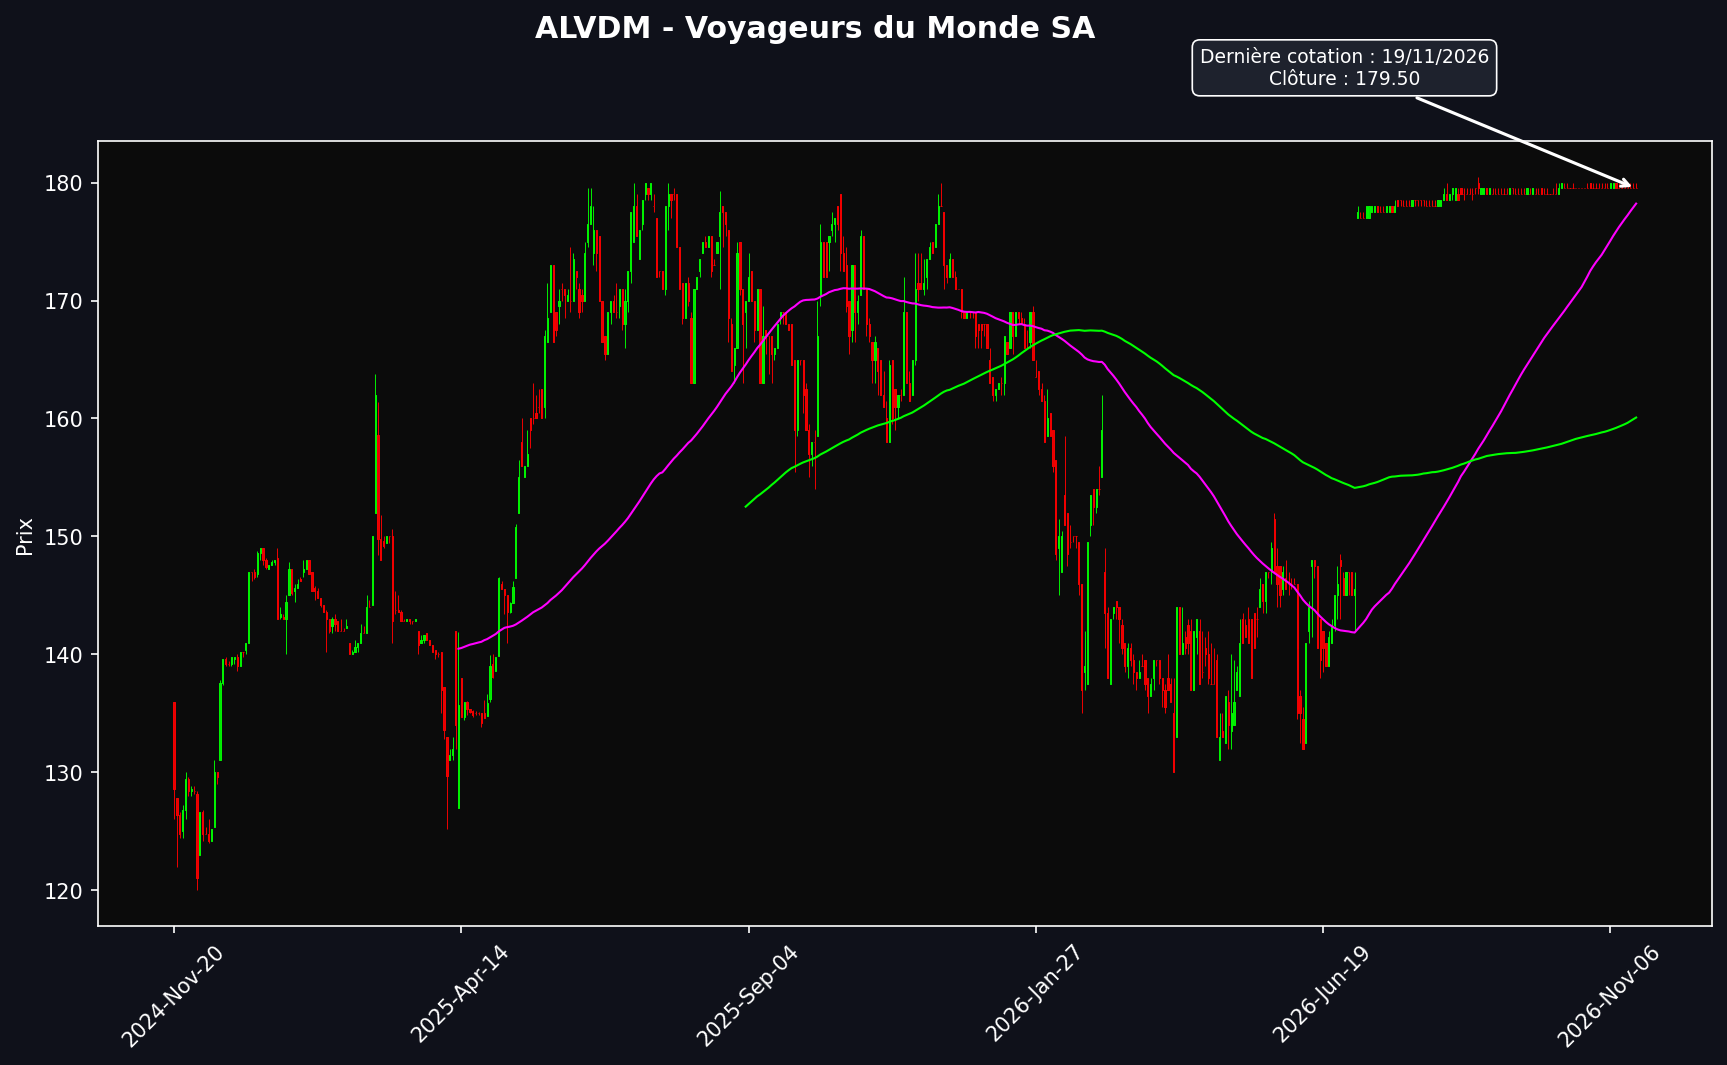 ALVDM - Voyageurs du Monde SA
Dernière cotation : 19/11/2026
Clôture : 179.50
Prix
180
170
160
150
140
130
120
2024-Nov-20
2025-Apr-14
2025-Sep-04
2026-Jan-27
2026-Jun-19
2026-Nov-06